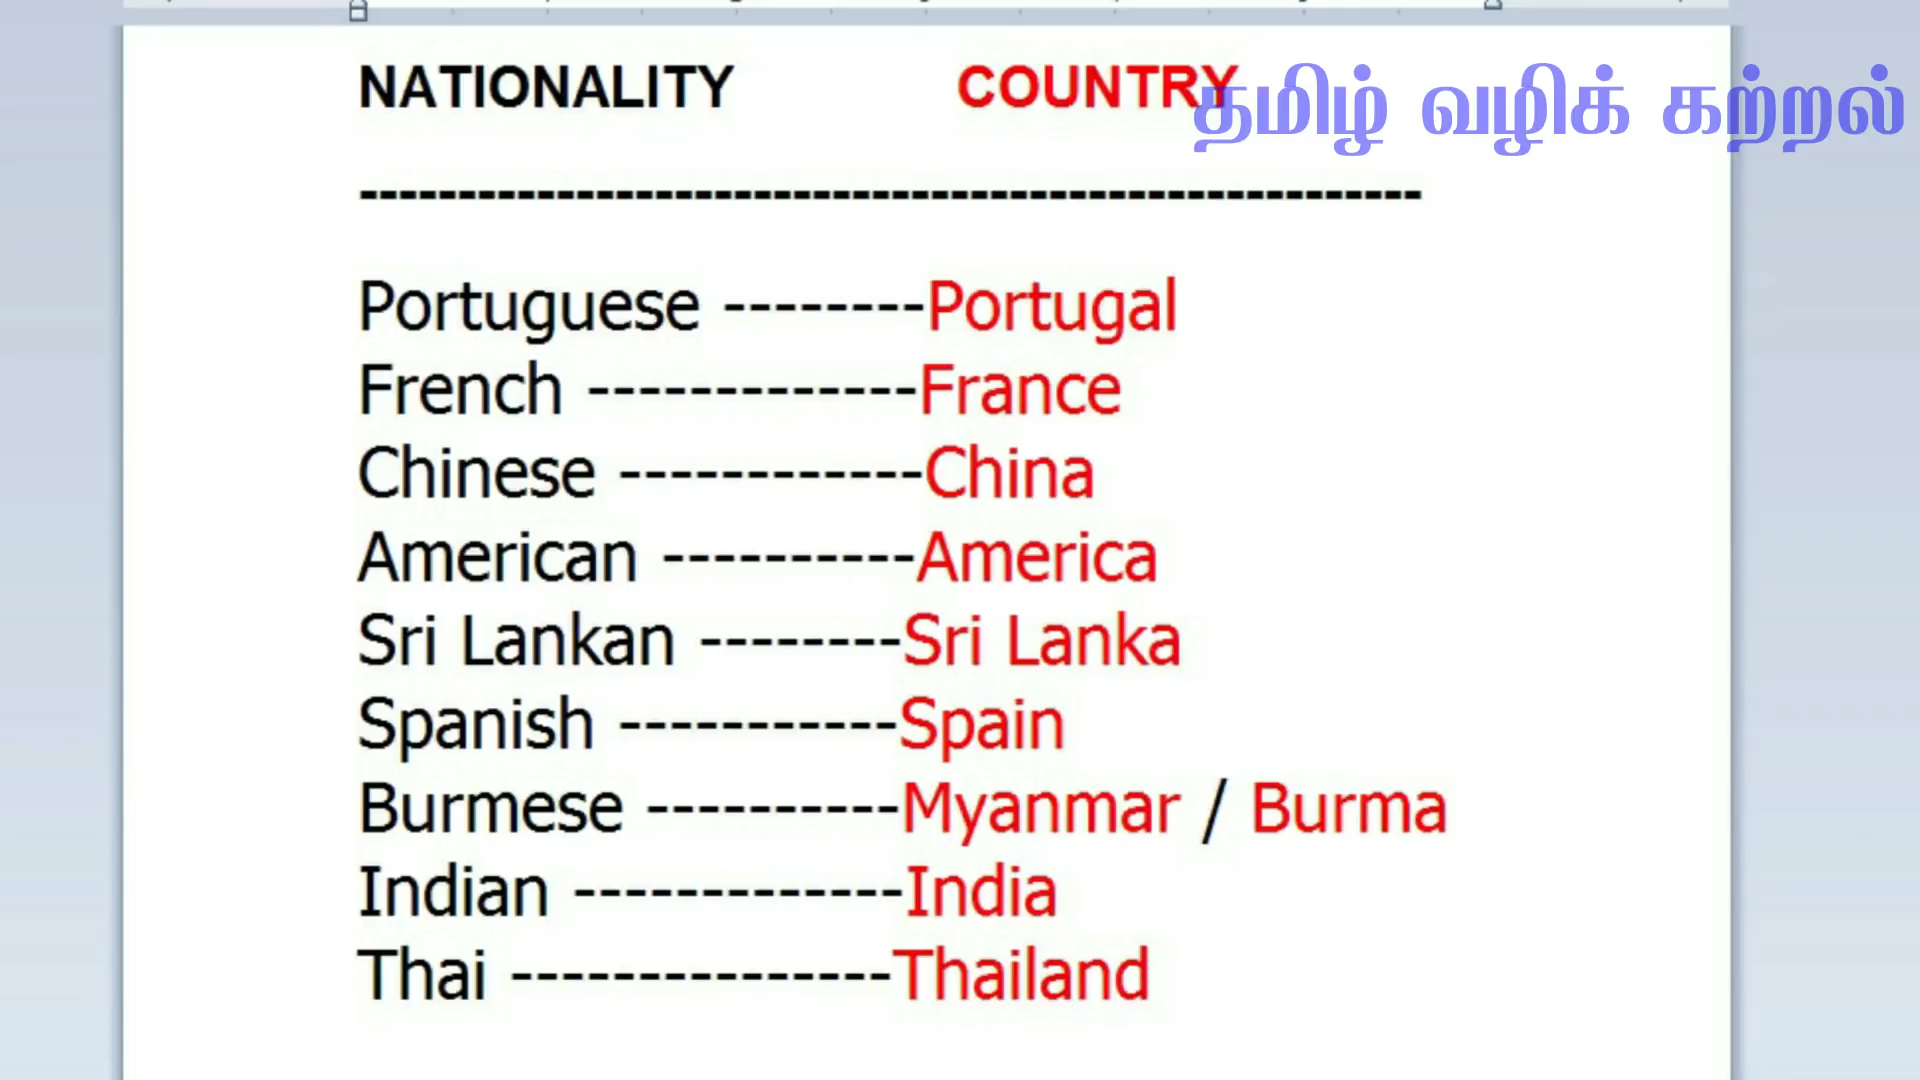 NATIONALITY COUNTRY
தமிழ் வழிக் கற்றல்
------------------------------------------------------------------
Portuguese --------Portugal
French -------------France
Chinese ------------China
American ----------America
Sri Lankan --------Sri Lanka
Spanish -----------Spain
Burmese ----------Myanmar / Burma
Indian -------------India
Thai ---------------Thailand